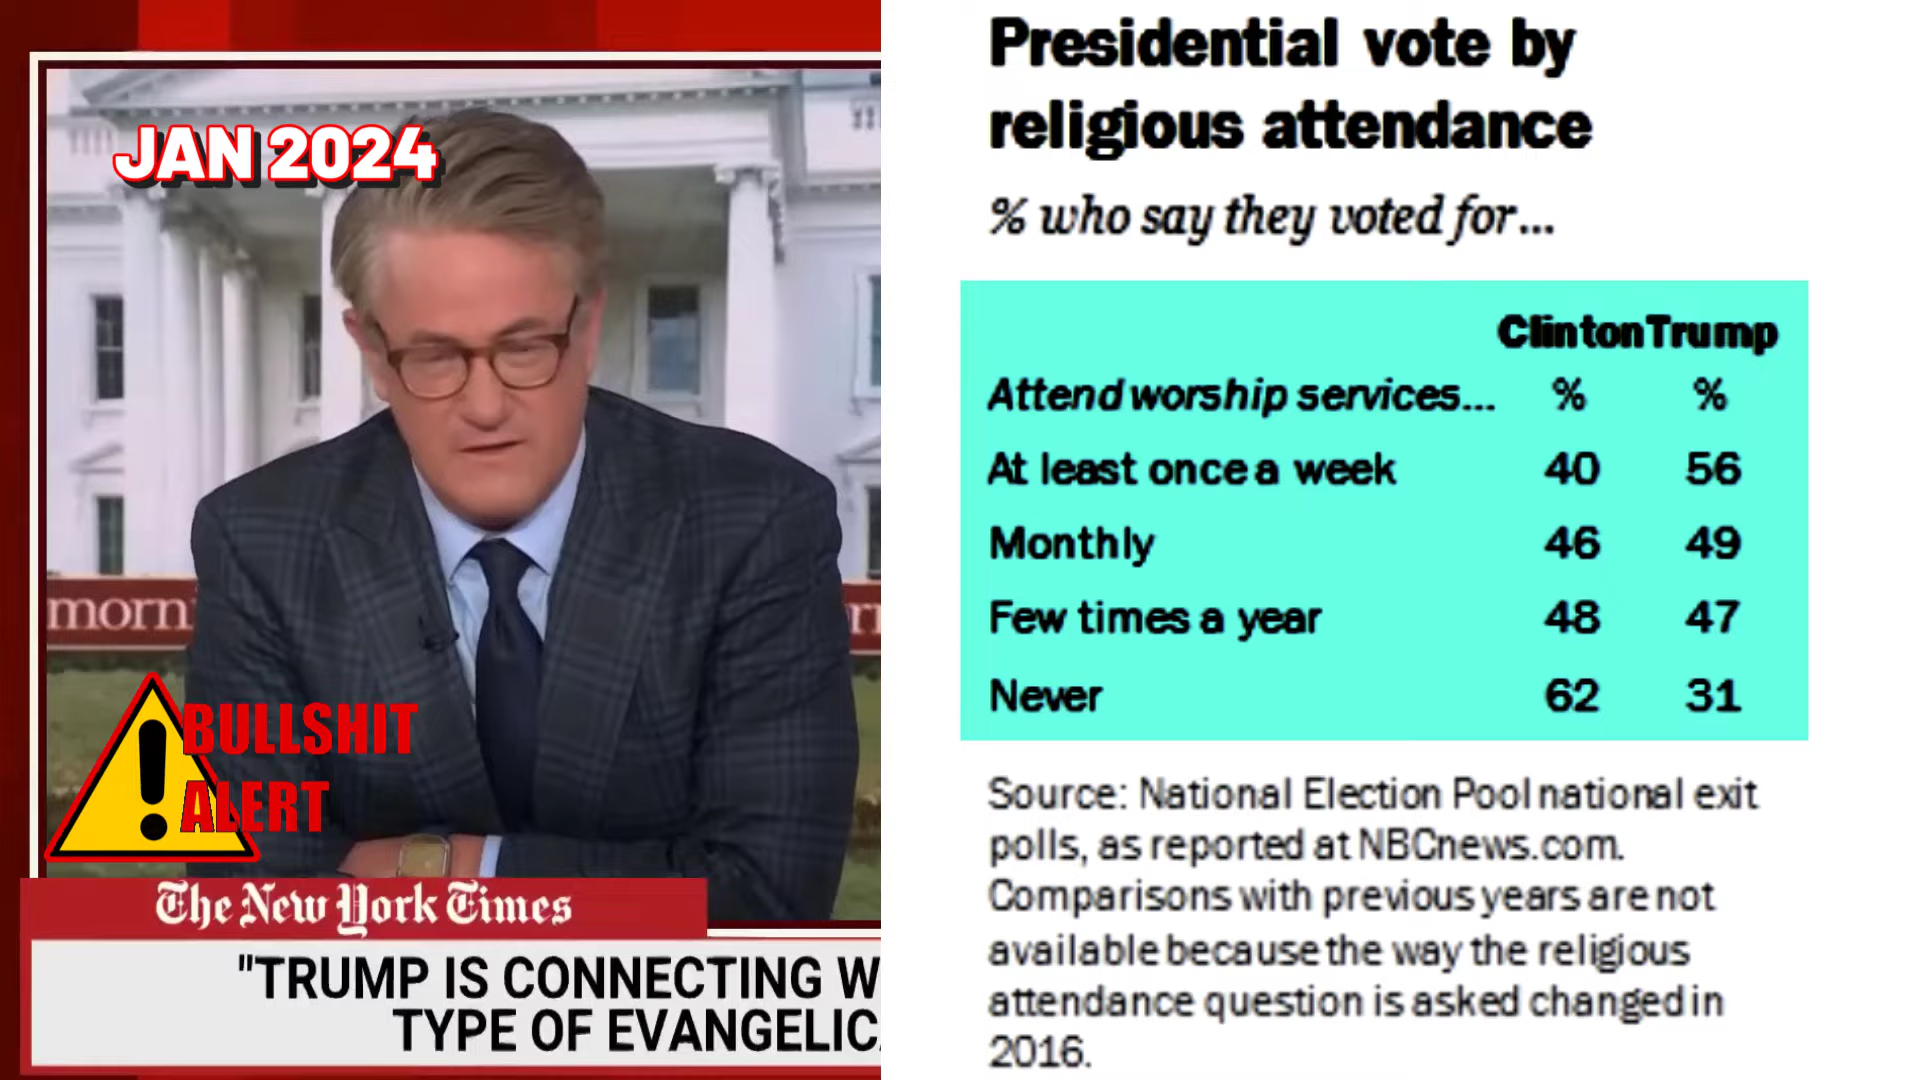 JAN 2024
morn
BULLSHIT
ALERT
The New York Times
"TRUMP IS CONNECTING W
TYPE OF EVANGELIC
Presidential vote by
religious attendance
% who say they voted for...
Clinton Trump
Attend worship services... % %
At least once a week 40 56
Monthly 46 49
Few times a year 48 47
Never 62 31
Source: National Election Pool national exit
polls, as reported at NBCnews.com.
Comparisons with previous years are not
available because the way the religious
attendance question is asked changed in
2016.